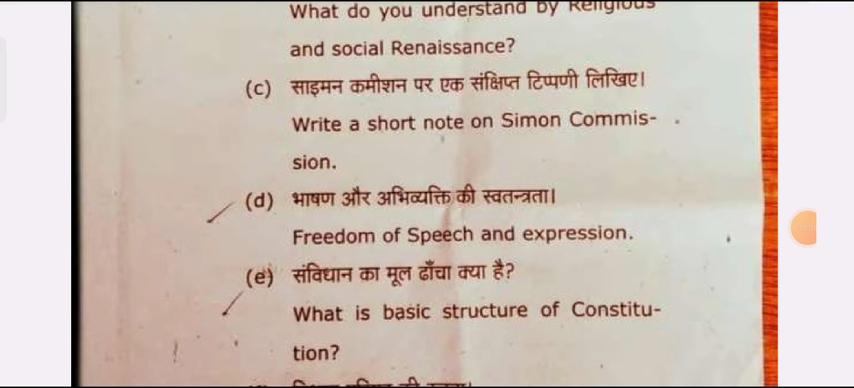 What do you understand by Religious
and social Renaissance?
(c) साइमन कमीशन पर एक संक्षिप्त टिप्पणी लिखिए।
Write a short note on Simon Commis-
sion.
(d) भाषण और अभिव्यक्ति की स्वतन्त्रता।
Freedom of Speech and expression.
(e) संविधान का मूल ढाँचा क्या है?
What is basic structure of Constitu-
tion?